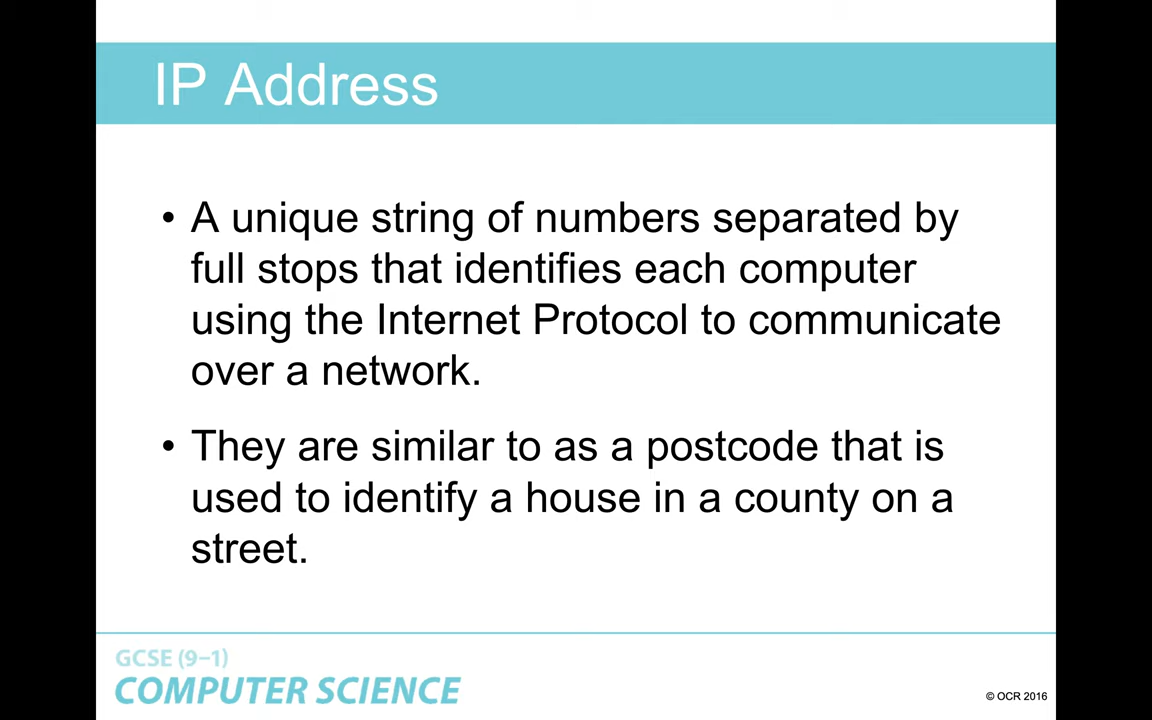 IP Address
• A unique string of numbers separated by
full stops that identifies each computer
using the Internet Protocol to communicate
over a network.
• They are similar to as a postcode that is
used to identify a house in a county on a
street.
GCSE (9–1)
COMPUTER SCIENCE
© OCR 2016